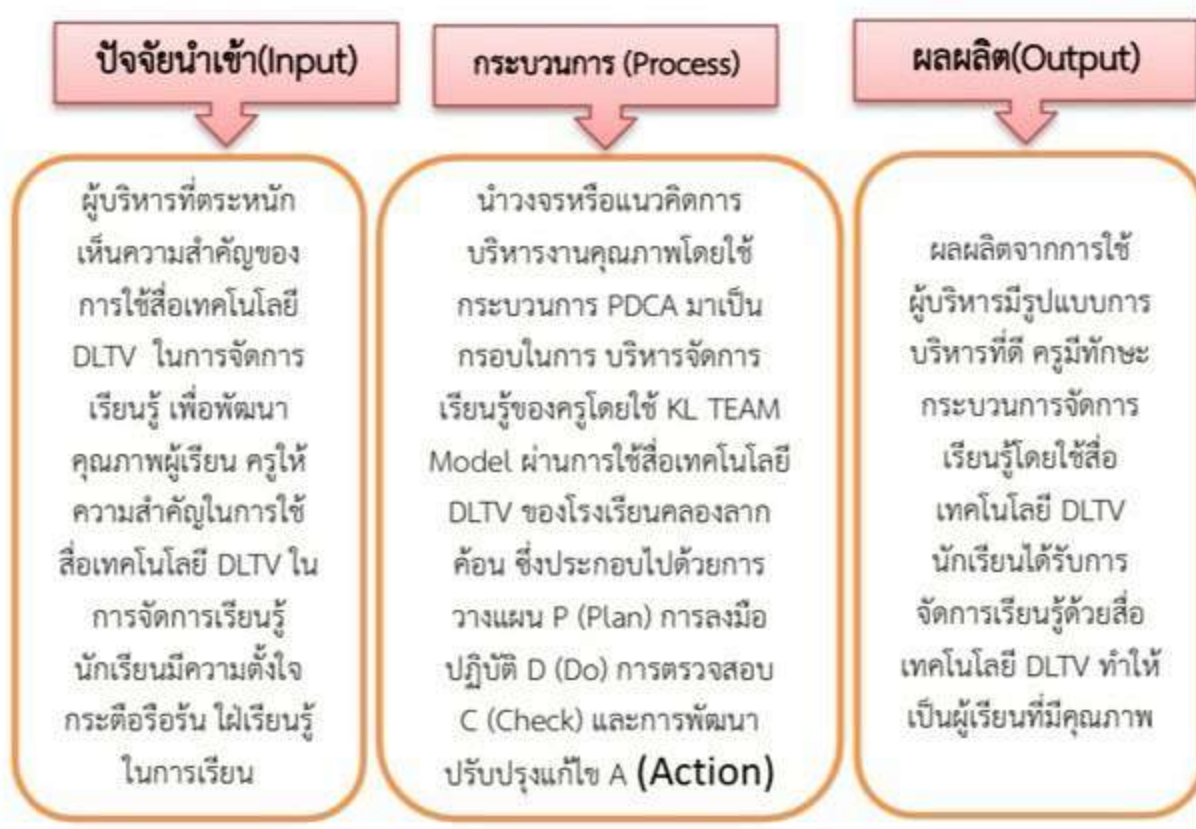 ปัจจัยนำเข้า(Input)
ผู้บริหารที่ตระหนัก
เห็นความสำคัญของ
การใช้สื่อเทคโนโลยี
DLTV ในการจัดการ
เรียนรู้ เพื่อพัฒนา
คุณภาพผู้เรียน ครูให้
ความสำคัญในการใช้
สื่อเทคโนโลยี DLTV ใน
การจัดการเรียนรู้
นักเรียนมีความตั้งใจ
กระตือรือร้น ใฝ่เรียนรู้
ในการเรียน
กระบวนการ (Process)
นำวงจรหรือแนวคิดการ
บริหารงานคุณภาพโดยใช้
กระบวนการ PDCA มาเป็น
กรอบในการ บริหารจัดการ
เรียนรู้ของครูโดยใช้ KL TEAM
Model ผ่านการใช้สื่อเทคโนโลยี
DLTV ของโรงเรียนคลองลาก
ค้อน ซึ่งประกอบไปด้วยการ
วางแผน P (Plan) การลงมือ
ปฏิบัติ D (Do) การตรวจสอบ
C (Check) และการพัฒนา
ปรับปรุงแก้ไข A (Action)
ผลผลิต(Output)
ผลผลิตจากการใช้
ผู้บริหารมีรูปแบบการ
บริหารที่ดี ครูมีทักษะ
กระบวนการจัดการ
เรียนรู้โดยใช้สื่อ
เทคโนโลยี DLTV
นักเรียนได้รับการ
จัดการเรียนรู้ด้วยสื่อ
เทคโนโลยี DLTV ทำให้
เป็นผู้เรียนที่มีคุณภาพ